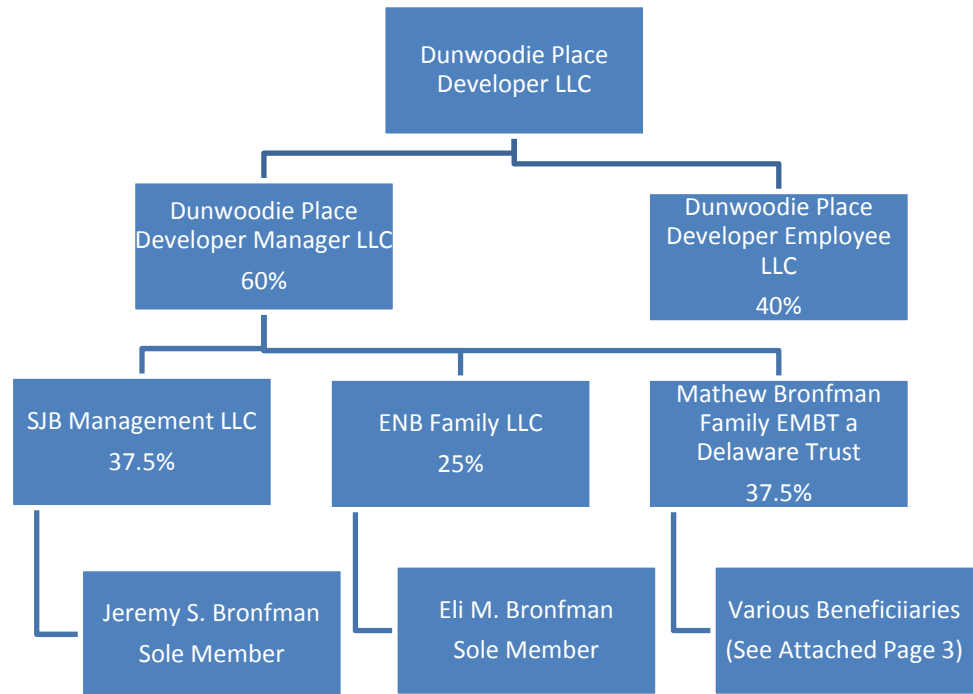 Dunwoodie Place
Developer LLC
Dunwoodie Place
Developer Manager LLC
60%
Dunwoodie Place
Developer Employee
LLC
40%
SJB Management LLC
37.5%
ENB Family LLC
25%
Mathew Bronfman
Family EMBT a
Delaware Trust
37.5%
Jeremy S. Bronfman
Sole Member
Eli M. Bronfman
Sole Member
Various Beneficiiaries
(See Attached Page 3)